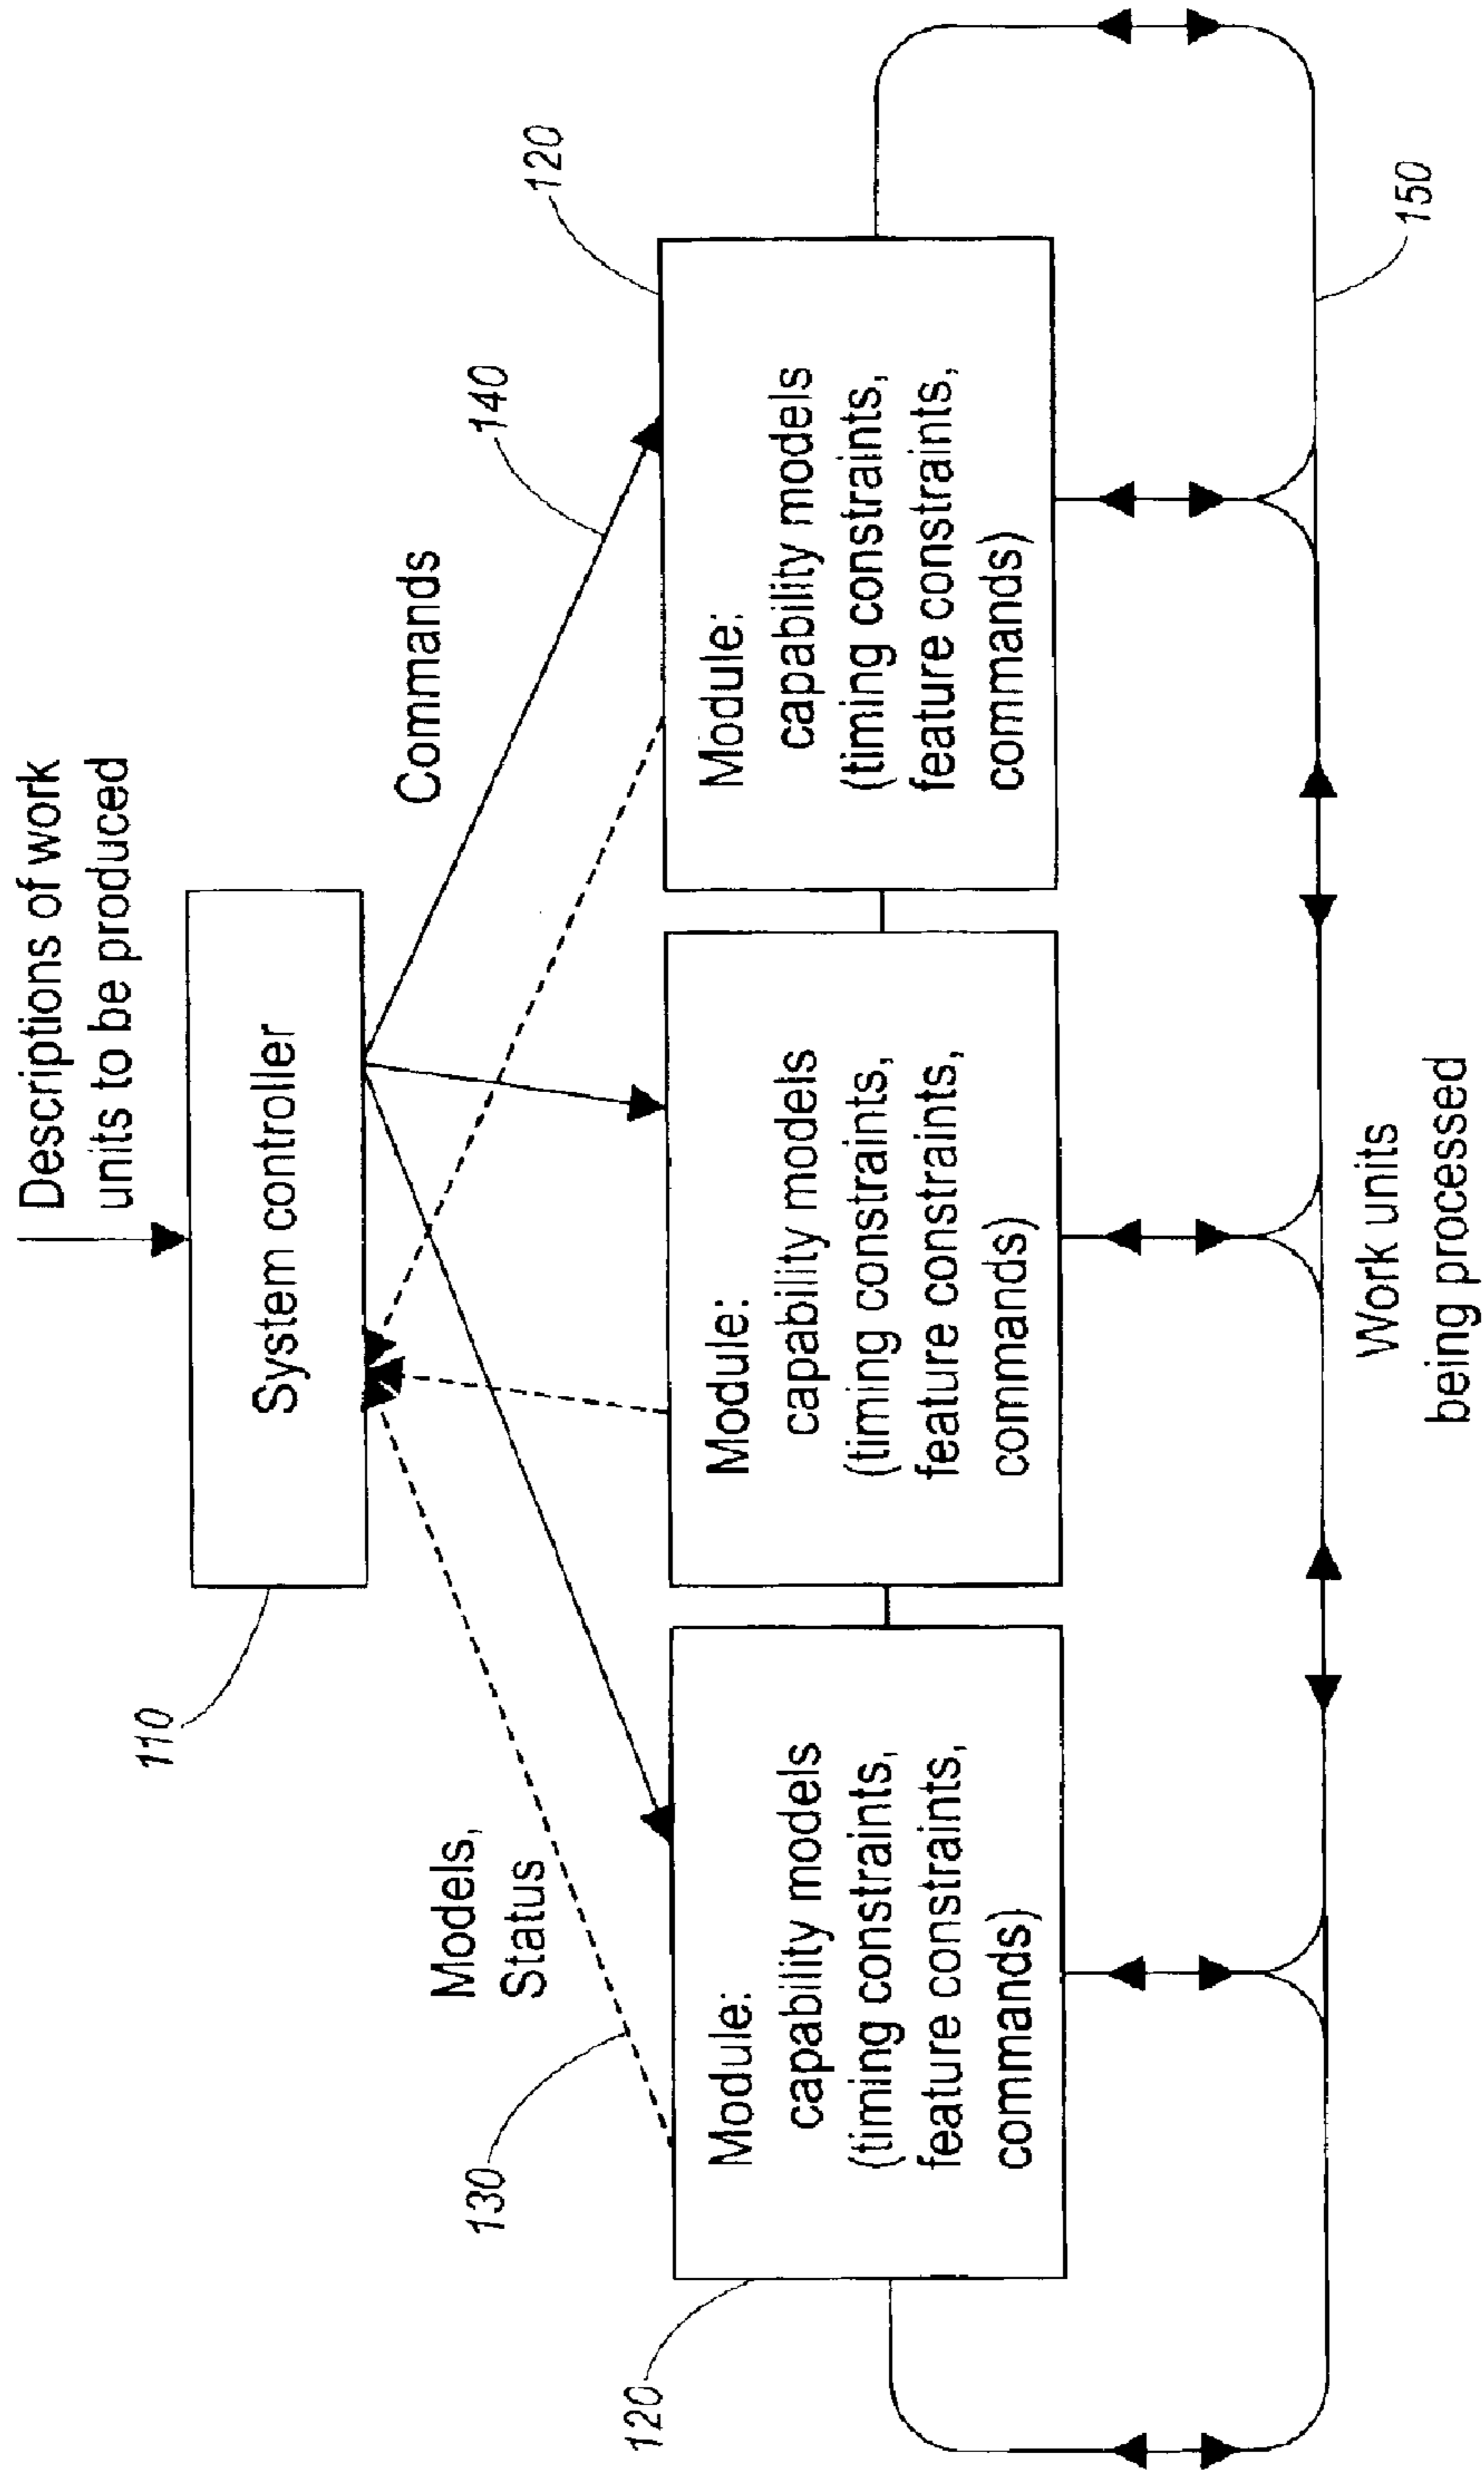 Descriptions of work
units to be produced
System controller
110
Models,
Status
Commands
130
140
120
120
Module:
capability models
(timing constraints,
feature constraints,
commands)
Module:
capability models
(timing constraints,
feature constraints,
commands)
Module:
capability models
(timing constraints,
feature constraints,
commands)
150
Work units
being processed